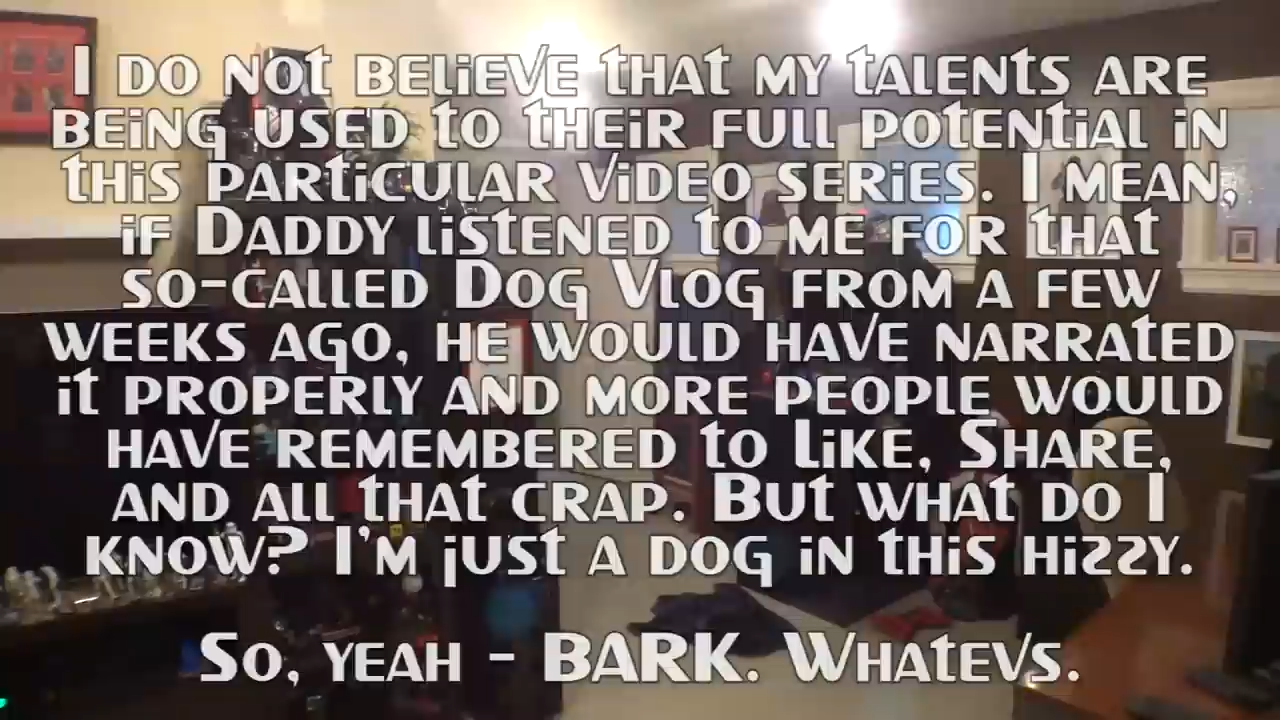 I do not believe that my talents are
being used to their full potential in
this particular video series. I mean,
if Daddy listened to me for that
so-called Dog Vlog from a few
weeks ago, he would have narrated
it properly and more people would
have remembered to Like, Share,
and all that crap. But what do I
know? I'm just a dog in this hizzy.
So, yeah - BARK. Whatevs.